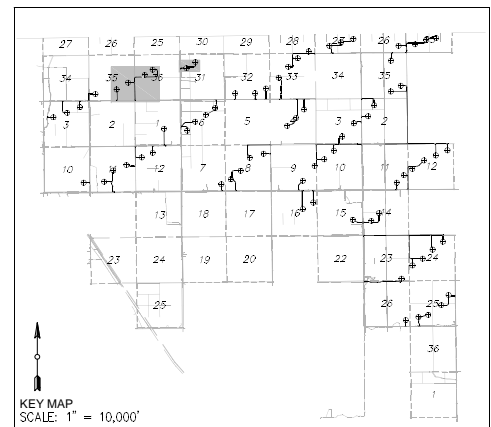 27 26 25 30 29 28 27 26 25
34 35 36 31 32 33 34 35
3 2 1 6 5 3 2
10 11 12 7 8 9 10 11 12
13 18 17 16 15 14
23 24 19 20 22 23 24
25 26 25
36
1
KEY MAP
SCALE: 1" = 10,000'